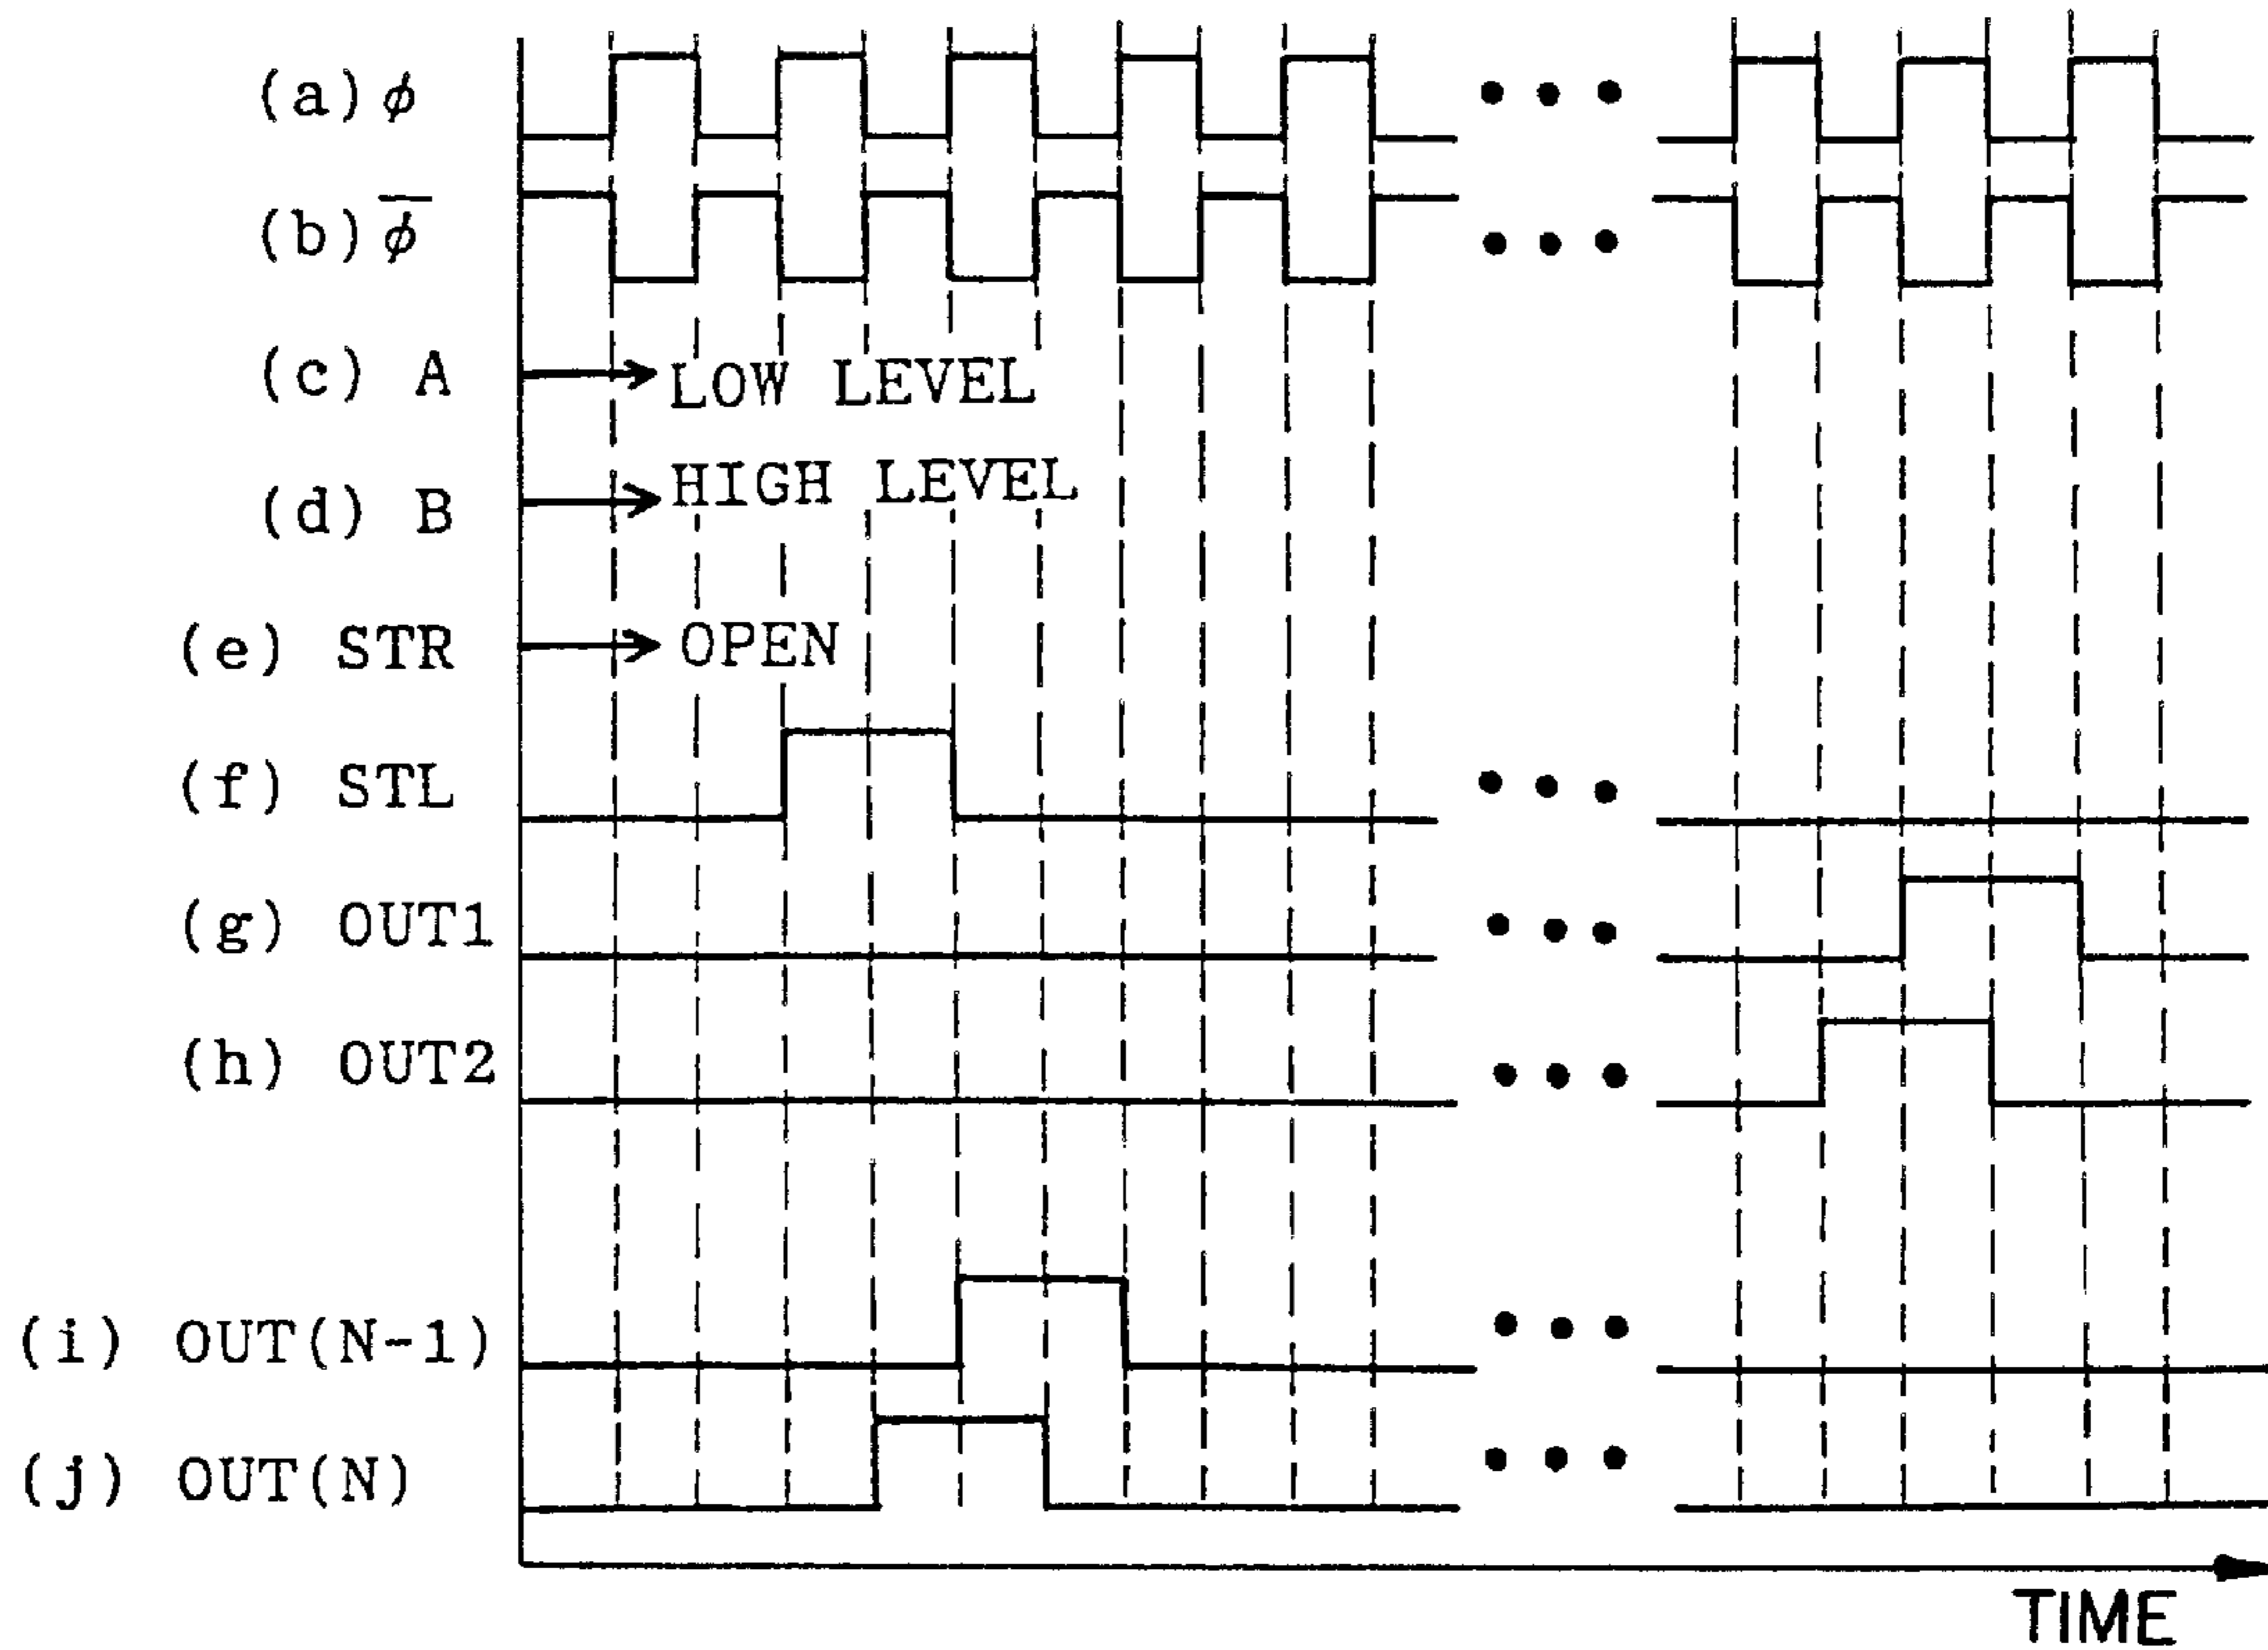 (a) ϕ
(b) ϕ̅
(c) A LOW LEVEL
(d) B HIGH LEVEL
(e) STR OPEN
(f) STL
(g) OUT1
(h) OUT2
(i) OUT(N-1)
(j) OUT(N)
TIME